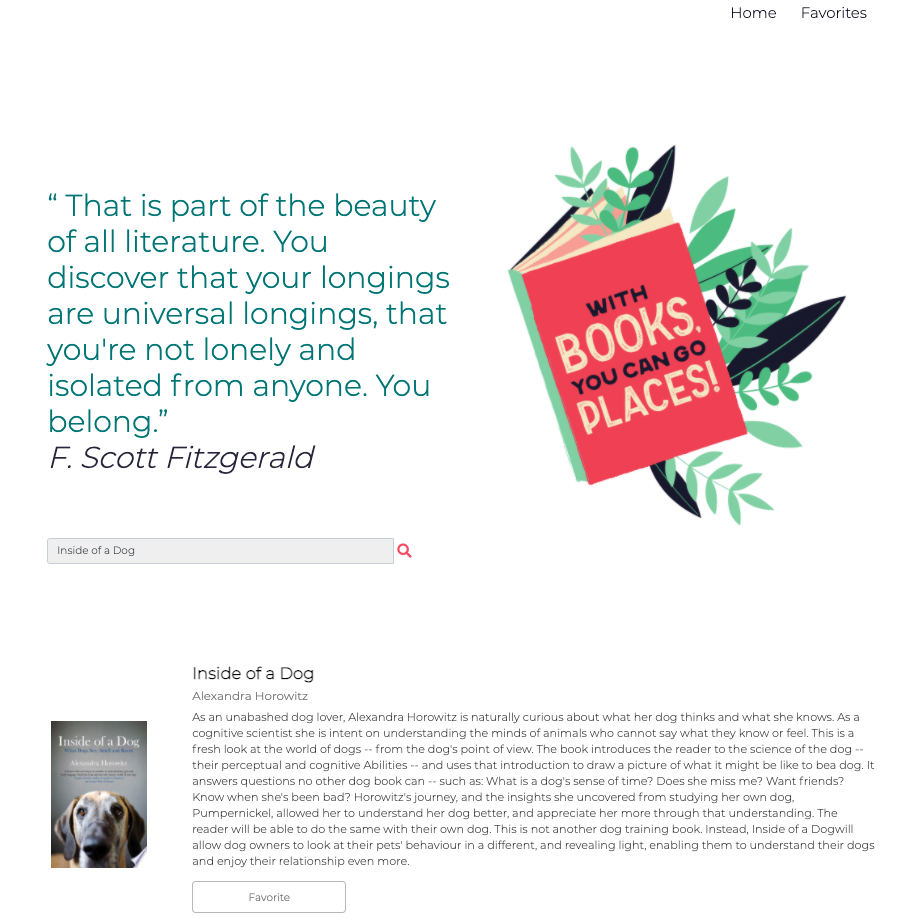 Home Favorites
“ That is part of the beauty
of all literature. You
discover that your longings
are universal longings, that
you're not lonely and
isolated from anyone. You
belong.”
F. Scott Fitzgerald
WITH
BOOKS,
YOU CAN GO
PLACES!
Inside of a Dog
Inside of a Dog
Alexandra Horowitz
As an unabashed dog lover, Alexandra Horowitz is naturally curious about what her dog thinks and what she knows. As a
cognitive scientist she is intent on understanding the minds of animals who cannot say what they know or feel. This is a
fresh look at the world of dogs -- from the dog's point of view. The book introduces the reader to the science of the dog --
their perceptual and cognitive Abilities -- and uses that introduction to draw a picture of what it might be like to bea dog. It
answers questions no other dog book can -- such as: What is a dog's sense of time? Does she miss me? Want friends?
Know when she's been bad? Horowitz's journey, and the insights she uncovered from studying her own dog,
Pumpernickel, allowed her to understand her dog better, and appreciate her more through that understanding. The
reader will be able to do the same with their own dog. This is not another dog training book. Instead, Inside of a Dogwill
allow dog owners to look at their pets' behaviour in a different, and revealing light, enabling them to understand their dogs
and enjoy their relationship even more.
Inside of a Dog
What Dogs See, Smell and Know
Alexandra Horowitz
Favorite